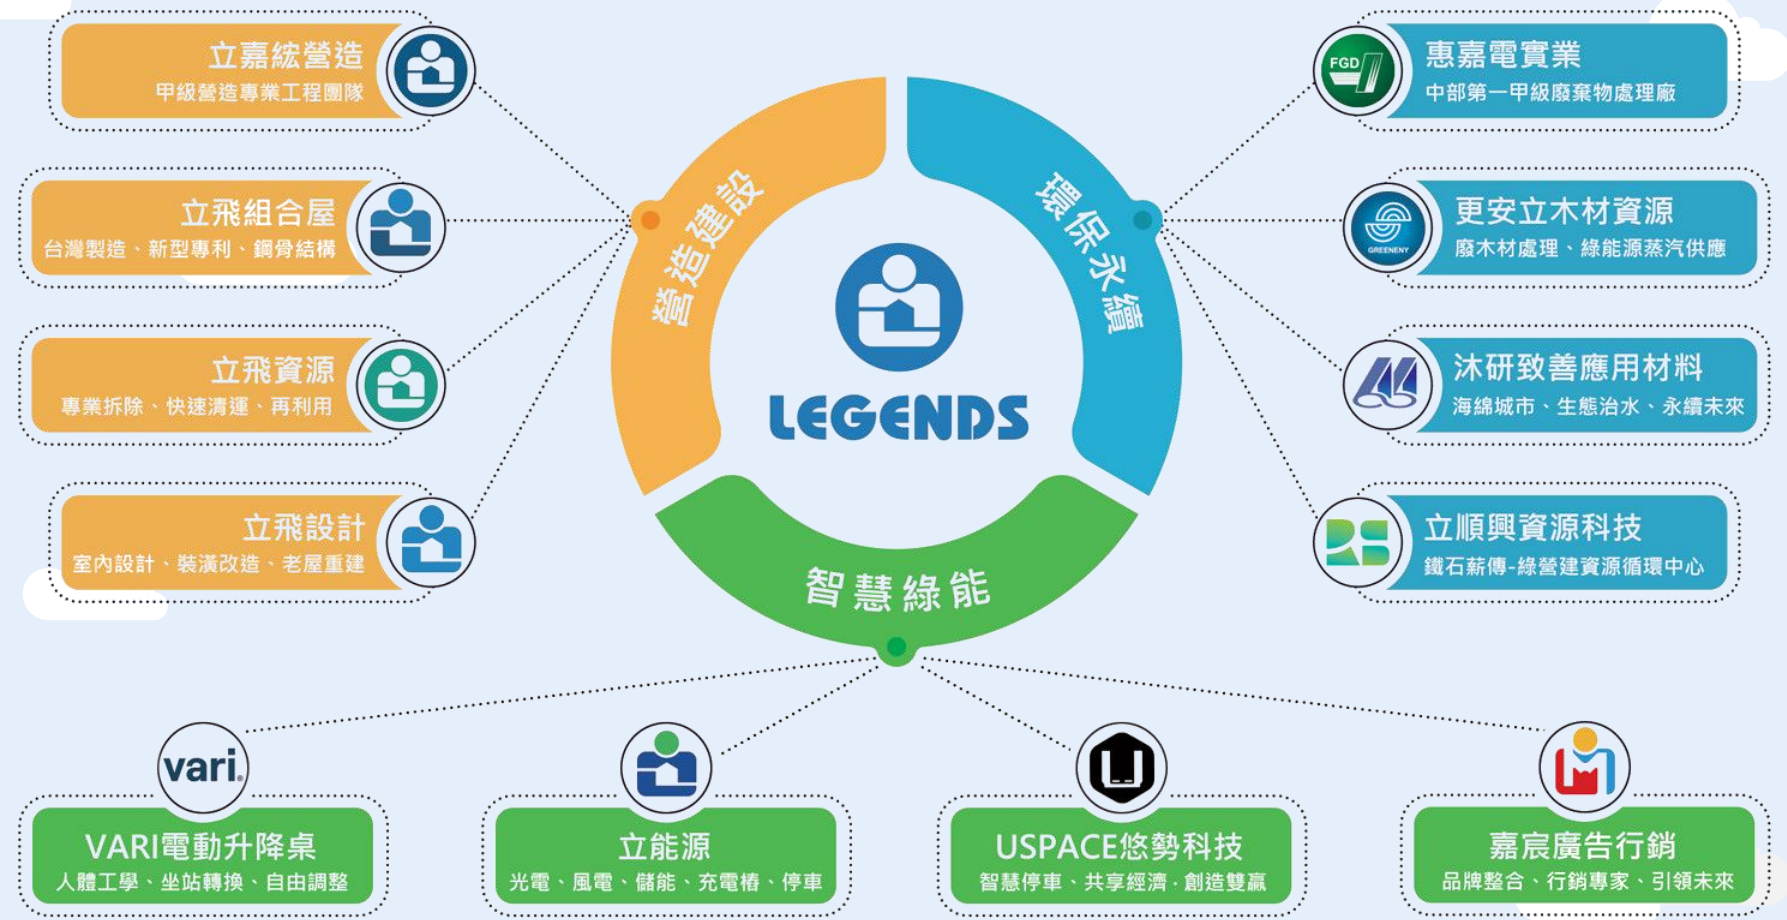 立嘉紘營造
甲級營造專業工程團隊
立飛組合屋
台灣製造、新型專利、鋼骨結構
立飛資源
專業拆除、快速清運、再利用
立飛設計
室內設計、裝潢改造、老屋重建
營造建設
環保永續
智慧綠能
LEGENDS
FGD
惠嘉電實業
中部第一甲級廢棄物處理廠
GREENENY
更安立木材資源
廢木材處理、綠能源蒸汽供應
沐研致善應用材料
海綿城市、生態治水、永續未來
RS
立順興資源科技
鐵石薪傳-綠營建資源循環中心
vari.
VARI電動升降桌
人體工學、坐站轉換、自由調整
立能源
光電、風電、儲能、充電樁、停車
USPACE悠勢科技
智慧停車、共享經濟．創造雙贏
嘉宸廣告行銷
品牌整合、行銷專家、引領未來